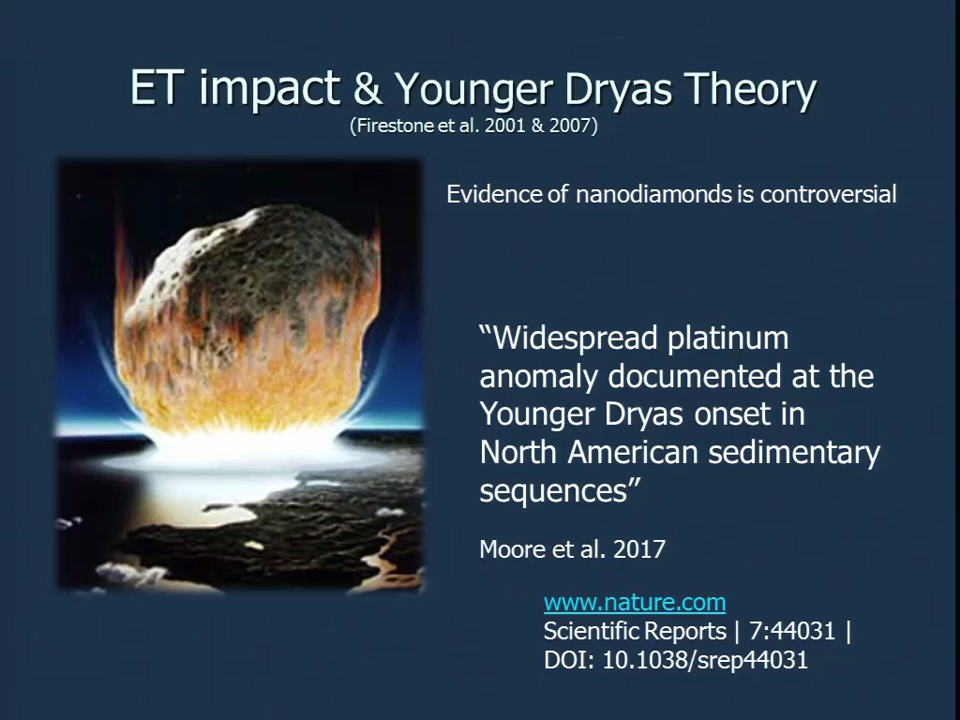 ET impact & Younger Dryas Theory
(Firestone et al. 2001 & 2007)
Evidence of nanodiamonds is controversial
“Widespread platinum
anomaly documented at the
Younger Dryas onset in
North American sedimentary
sequences”
Moore et al. 2017
www.nature.com
Scientific Reports | 7:44031 |
DOI: 10.1038/srep44031